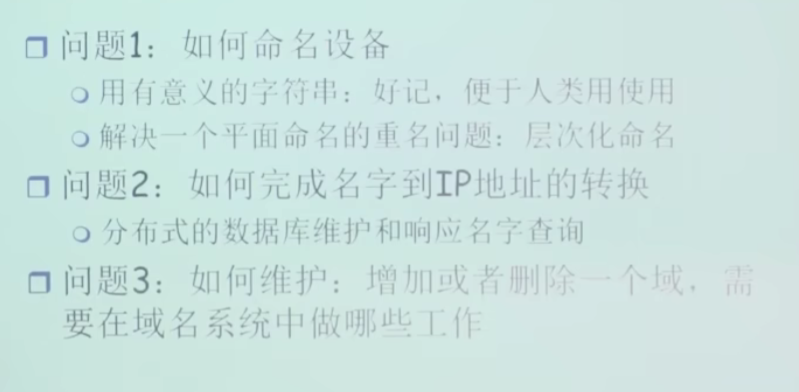 问题1：如何命名设备
用有意义的字符串：好记，便于人类用使用
解决一个平面命名的重名问题：层次化命名
问题2：如何完成名字到IP地址的转换
分布式的数据库维护和响应名字查询
问题3：如何维护：增加或者删除一个域，需
要在域名系统中做哪些工作